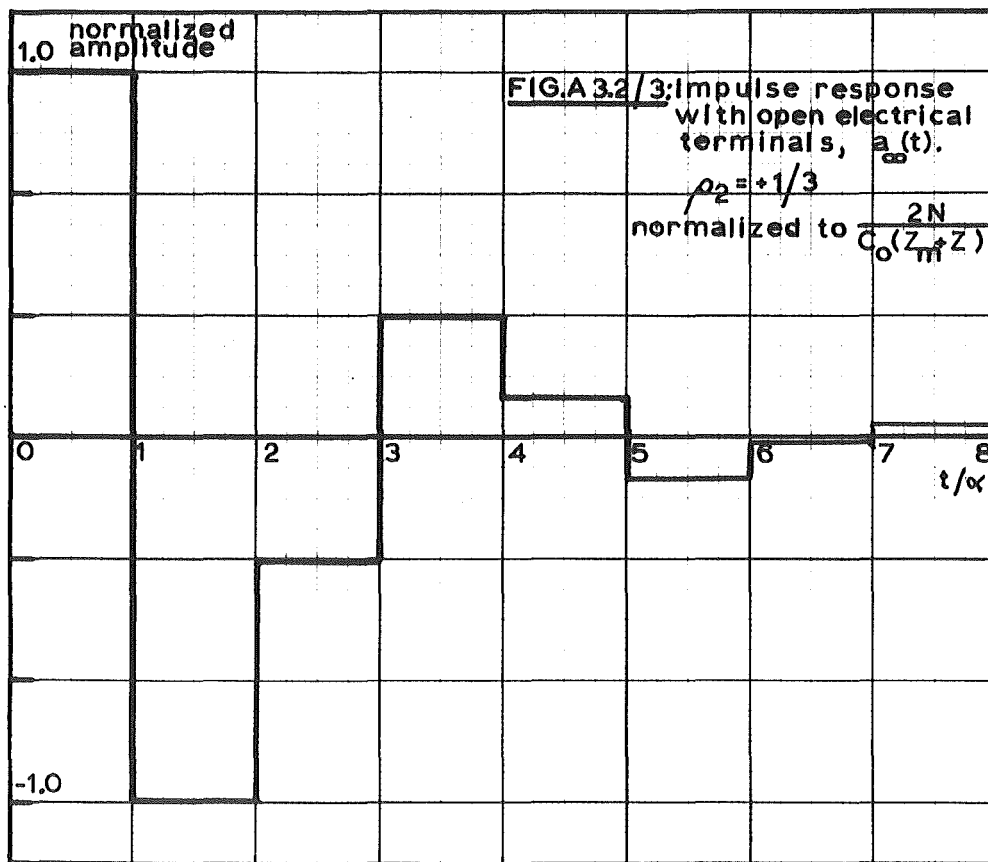 normalized
1.0 amplitude
FIG.A 3.2/3: Impulse response
with open electrical
terminals, a∞(t).
ρ2 = +1/3
normalized to 2N
C0(Zm+Z)
0 1 2 3 4 5 6 7 8
t/α
-1.0